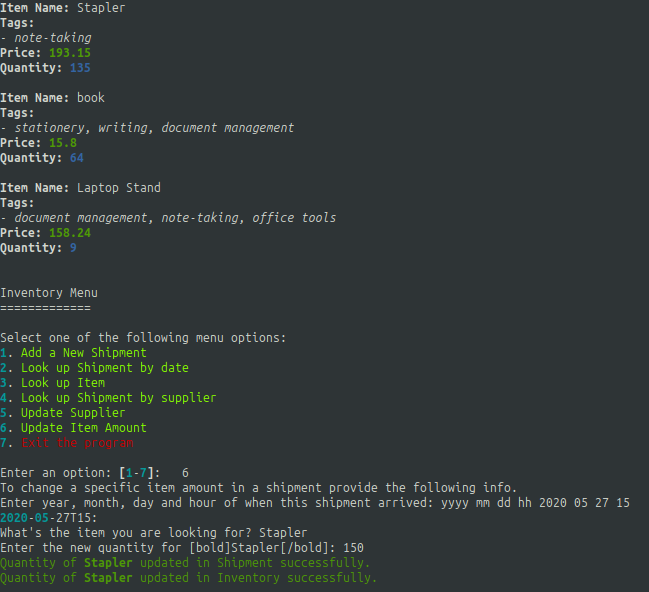 Item Name: Stapler
Tags:
- note-taking
Price: 193.15
Quantity: 135
Item Name: book
Tags:
- stationery, writing, document management
Price: 15.8
Quantity: 64
Item Name: Laptop Stand
Tags:
- document management, note-taking, office tools
Price: 158.24
Quantity: 9
Inventory Menu
=============
Select one of the following menu options:
1. Add a New Shipment
2. Look up Shipment by date
3. Look up Item
4. Look up Shipment by supplier
5. Update Supplier
6. Update Item Amount
7. Exit the program
Enter an option: [1-7]:   6
To change a specific item amount in a shipment provide the following info.
Enter year, month, day and hour of when this shipment arrived: yyyy mm dd hh 2020 05 27 15
2020-05-27T15:
What's the item you are looking for? Stapler
Enter the new quantity for [bold]Stapler[/bold]: 150
Quantity of Stapler updated in Shipment successfully.
Quantity of Stapler updated in Inventory successfully.